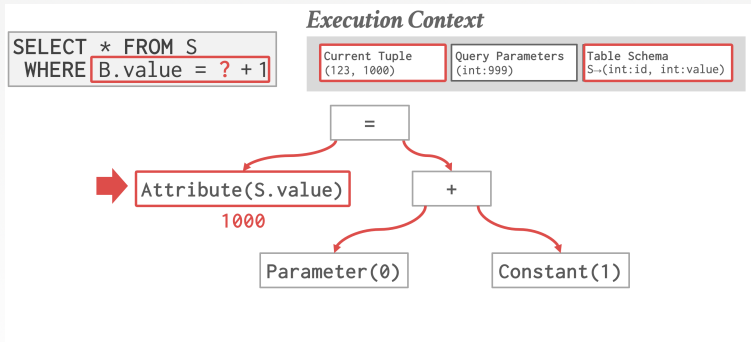 Execution Context
SELECT * FROM S
WHERE B.value = ? + 1
Current Tuple
(123, 1000)
Query Parameters
(int:999)
Table Schema
S→(int:id, int:value)
=
Attribute(S.value)
+
1000
Parameter(0)
Constant(1)